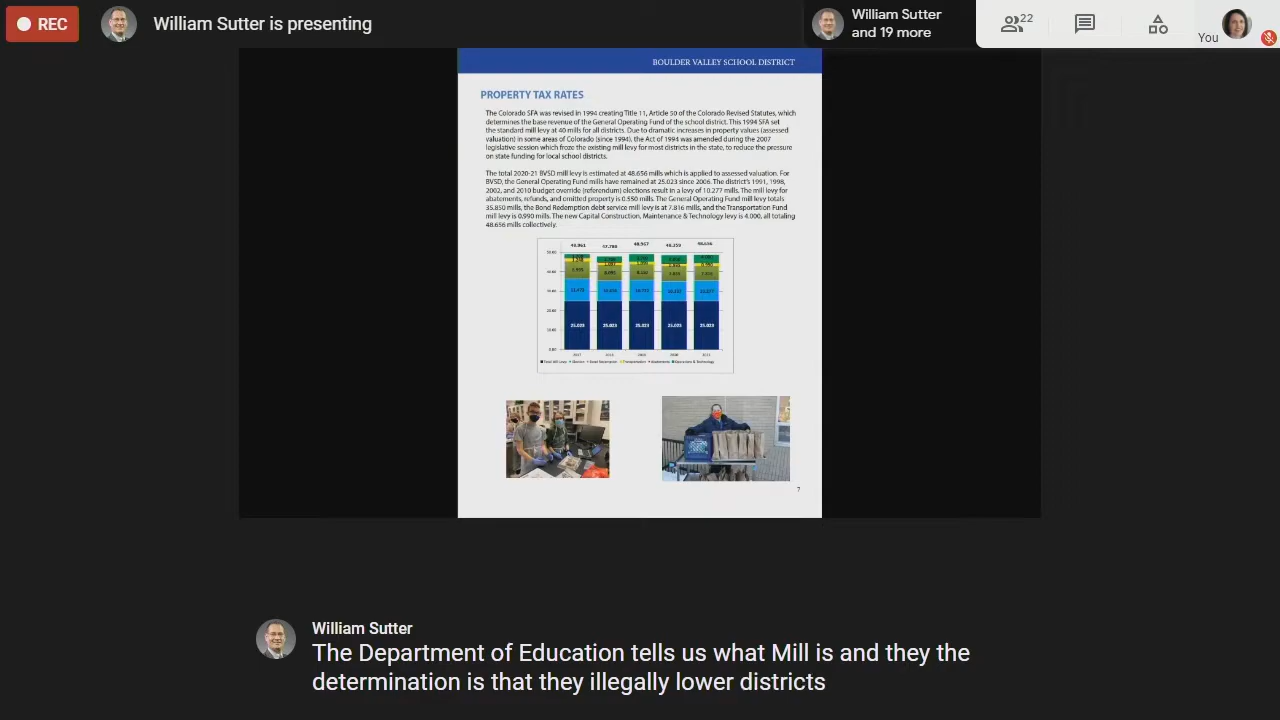 REC
William Sutter is presenting
William Sutter
and 19 more
22
You
BOULDER VALLEY SCHOOL DISTRICT
PROPERTY TAX RATES
The Colorado SFA was revised in 1994 creating Title 11, Article 50 of the Colorado Revised Statutes, which
determines the base revenue of the General Operating Fund of the school district. This 1994 SFA set
the standard mill levy at 40 mills for all districts. Due to dramatic increases in property values (assessed
valuation) in some areas of Colorado (since 1994), the Act of 1994 was amended during the 2007
legislative session which froze the existing mill levy for most districts in the state, to reduce the pressure
on state funding for local school districts.
The total 2020-21 BVSD mill levy is estimated at 48.656 mills which is applied to assessed valuation. For
BVSD, the General Operating Fund mills have remained at 25.023 since 2006. The district's 1991, 1998,
2002, and 2010 budget override (referendum) elections result in a levy of 10.277 mills. The mill levy for
abatements, refunds, and omitted property is 0.550 mills. The General Operating Fund mill levy totals
35.850 mills, the Bond Redemption debt service mill levy is at 7.816 mills, and the Transportation Fund
mill levy is 0.990 mills. The new Capital Construction, Maintenance & Technology levy is 4.000, all totaling
48.656 mills collectively.
25.023 25.023 25.023 25.023 25.023
7
William Sutter
The Department of Education tells us what Mill is and they the
determination is that they illegally lower districts